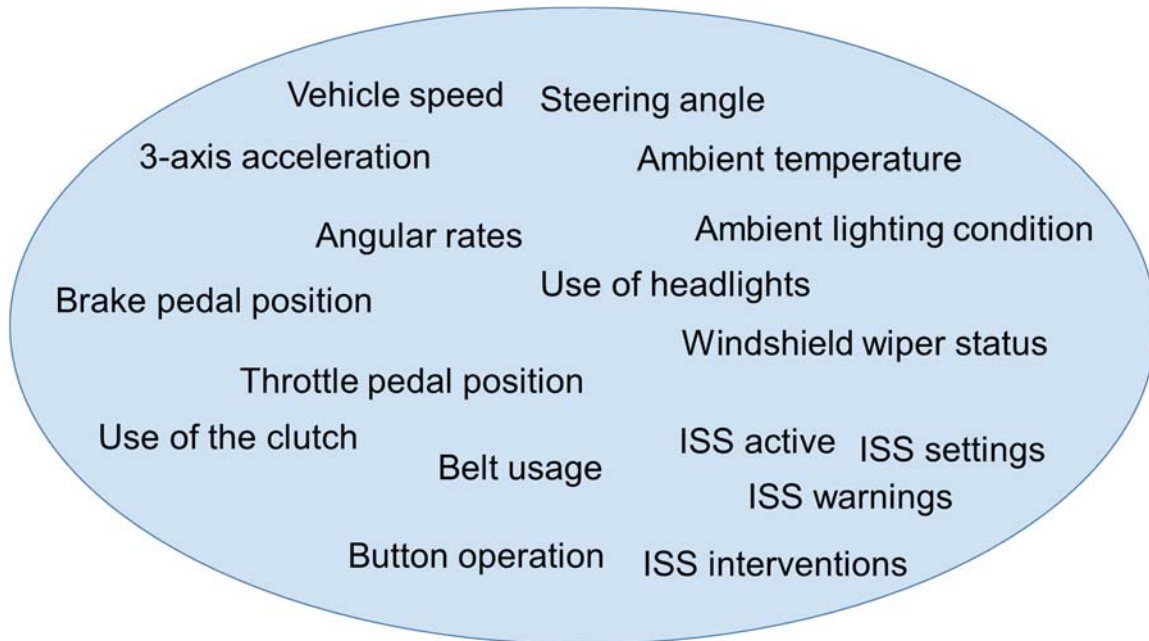 Vehicle speed
Steering angle
3-axis acceleration
Ambient temperature
Angular rates
Ambient lighting condition
Use of headlights
Brake pedal position
Windshield wiper status
Throttle pedal position
Use of the clutch
ISS active
ISS settings
Belt usage
ISS warnings
Button operation
ISS interventions